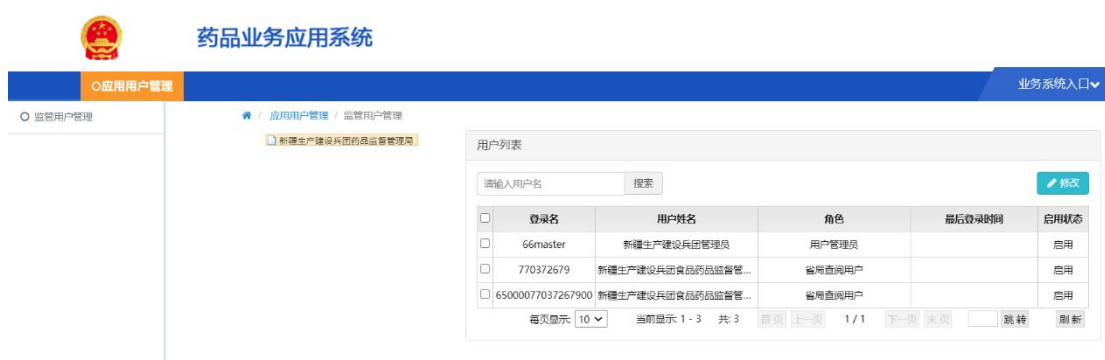 药品业务应用系统
应用用户管理
业务系统入口
监管用户管理
/ 应用用户管理 / 监管用户管理
新疆生产建设兵团药品监督管理局
用户列表
请输入用户名 搜索 修改
登录名 用户姓名 角色 最后登录时间 启用状态
66master 新疆生产建设兵团管理员 用户管理员 启用
770372679 新疆生产建设兵团食品药品监督管... 省局查阅用户 启用
65000077037267900 新疆生产建设兵团食品药品监督管... 省局查阅用户 启用
每页显示: 10 当前显示: 1 - 3 共: 3 首页 上一页 1 / 1 下一页 末页 跳转 刷新